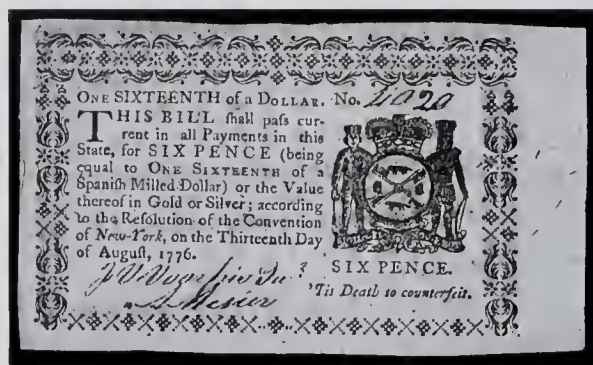 ONE SIXTEENTH of a DOLLAR. No. 4020
THIS BILL ſhall paſs cur-
rent in all Payments in this
State, for SIX PENCE (being
equal to ONE SIXTEENTH of a
Spaniſh Milled Dollar) or the Value
thereof in Gold or Silver; according
to the Reſolution of the Convention
of New-York, on the Thirteenth Day
of Auguſt, 1776.
SIX PENCE.
'Tis Death to counterfeit.